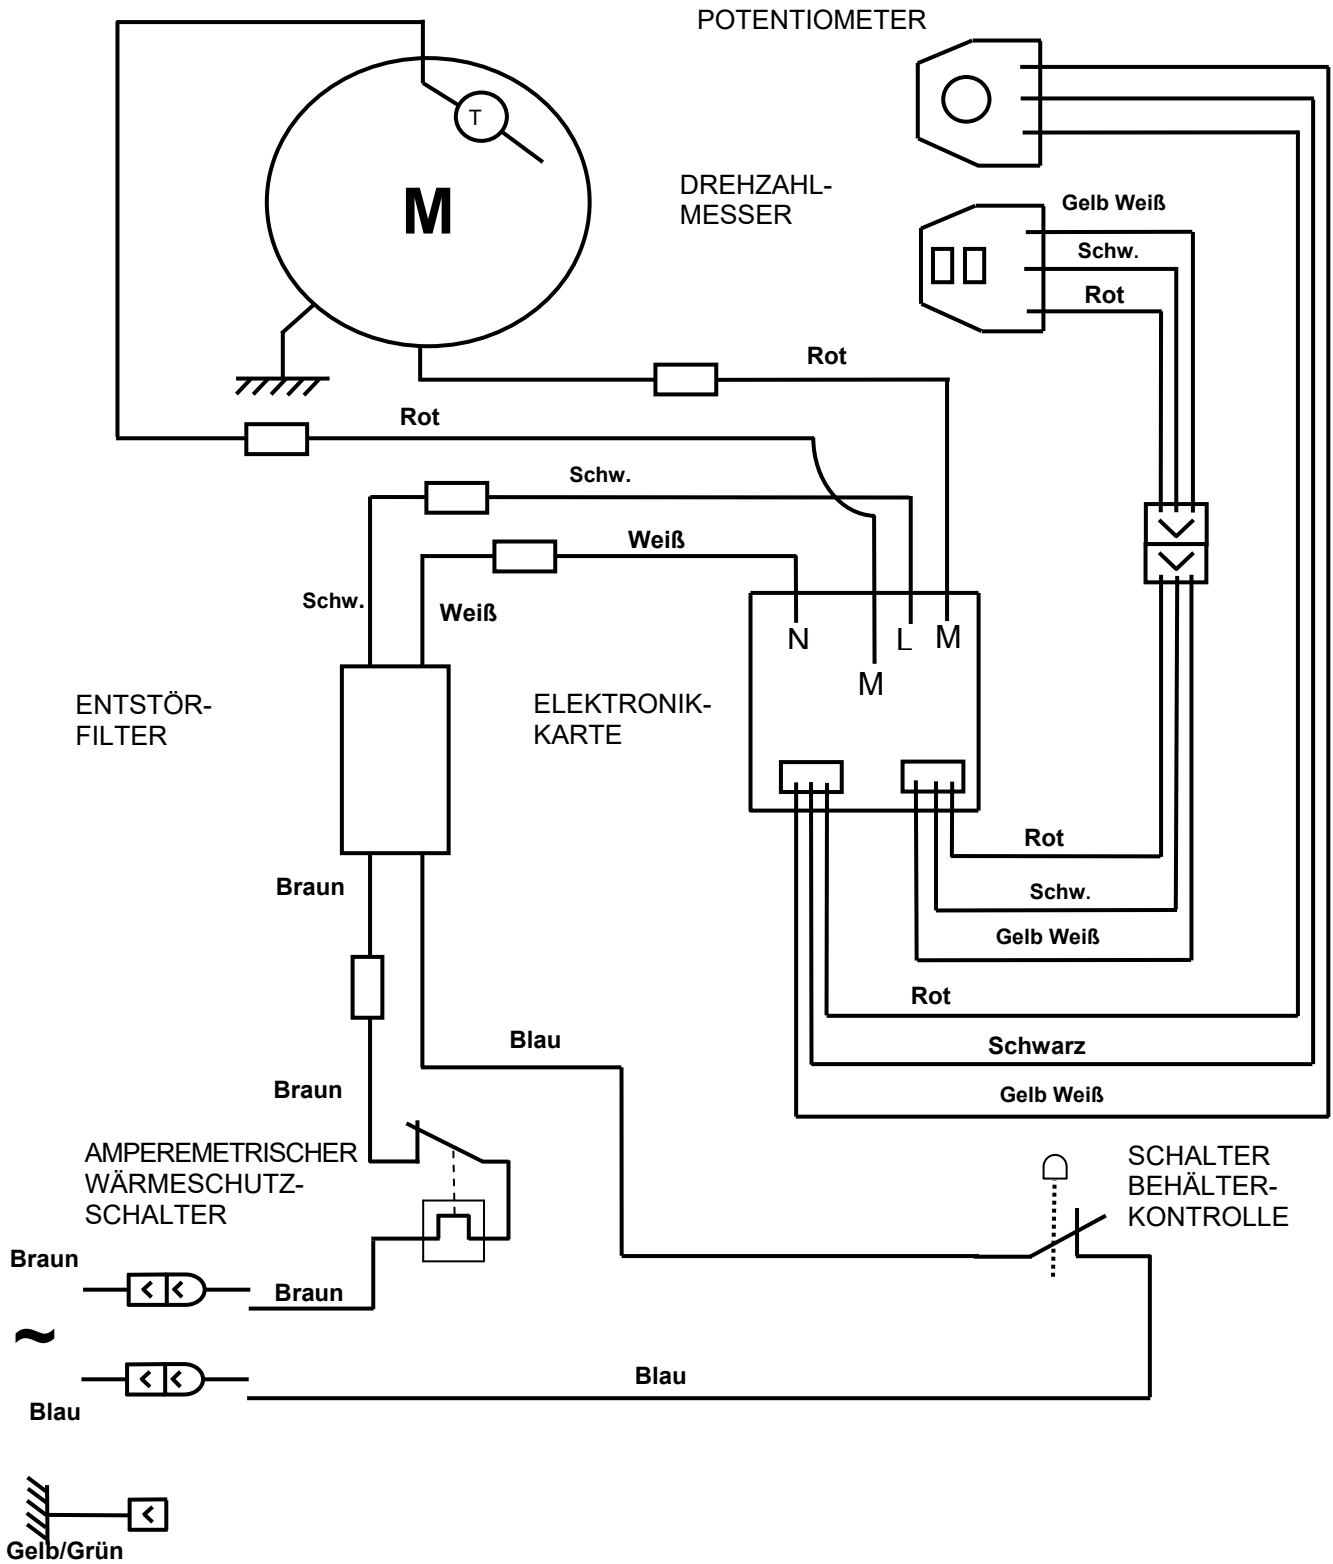 POTENTIOMETER
T
M
DREHZAHL-
MESSER
Gelb Weiß
Schw.
Rot
Rot
Rot
Schw.
Weiß
Schw.
Weiß
N
L
M
M
ENTSTÖR-
FILTER
ELEKTRONIK-
KARTE
Rot
Braun
Schw.
Gelb Weiß
Rot
Blau
Schwarz
Braun
Gelb Weiß
AMPEREMETRISCHER
WÄRMESCHUTZ-
SCHALTER
SCHALTER
BEHÄLTER-
KONTROLLE
Braun
Braun
~
Blau
Blau
Gelb/Grün